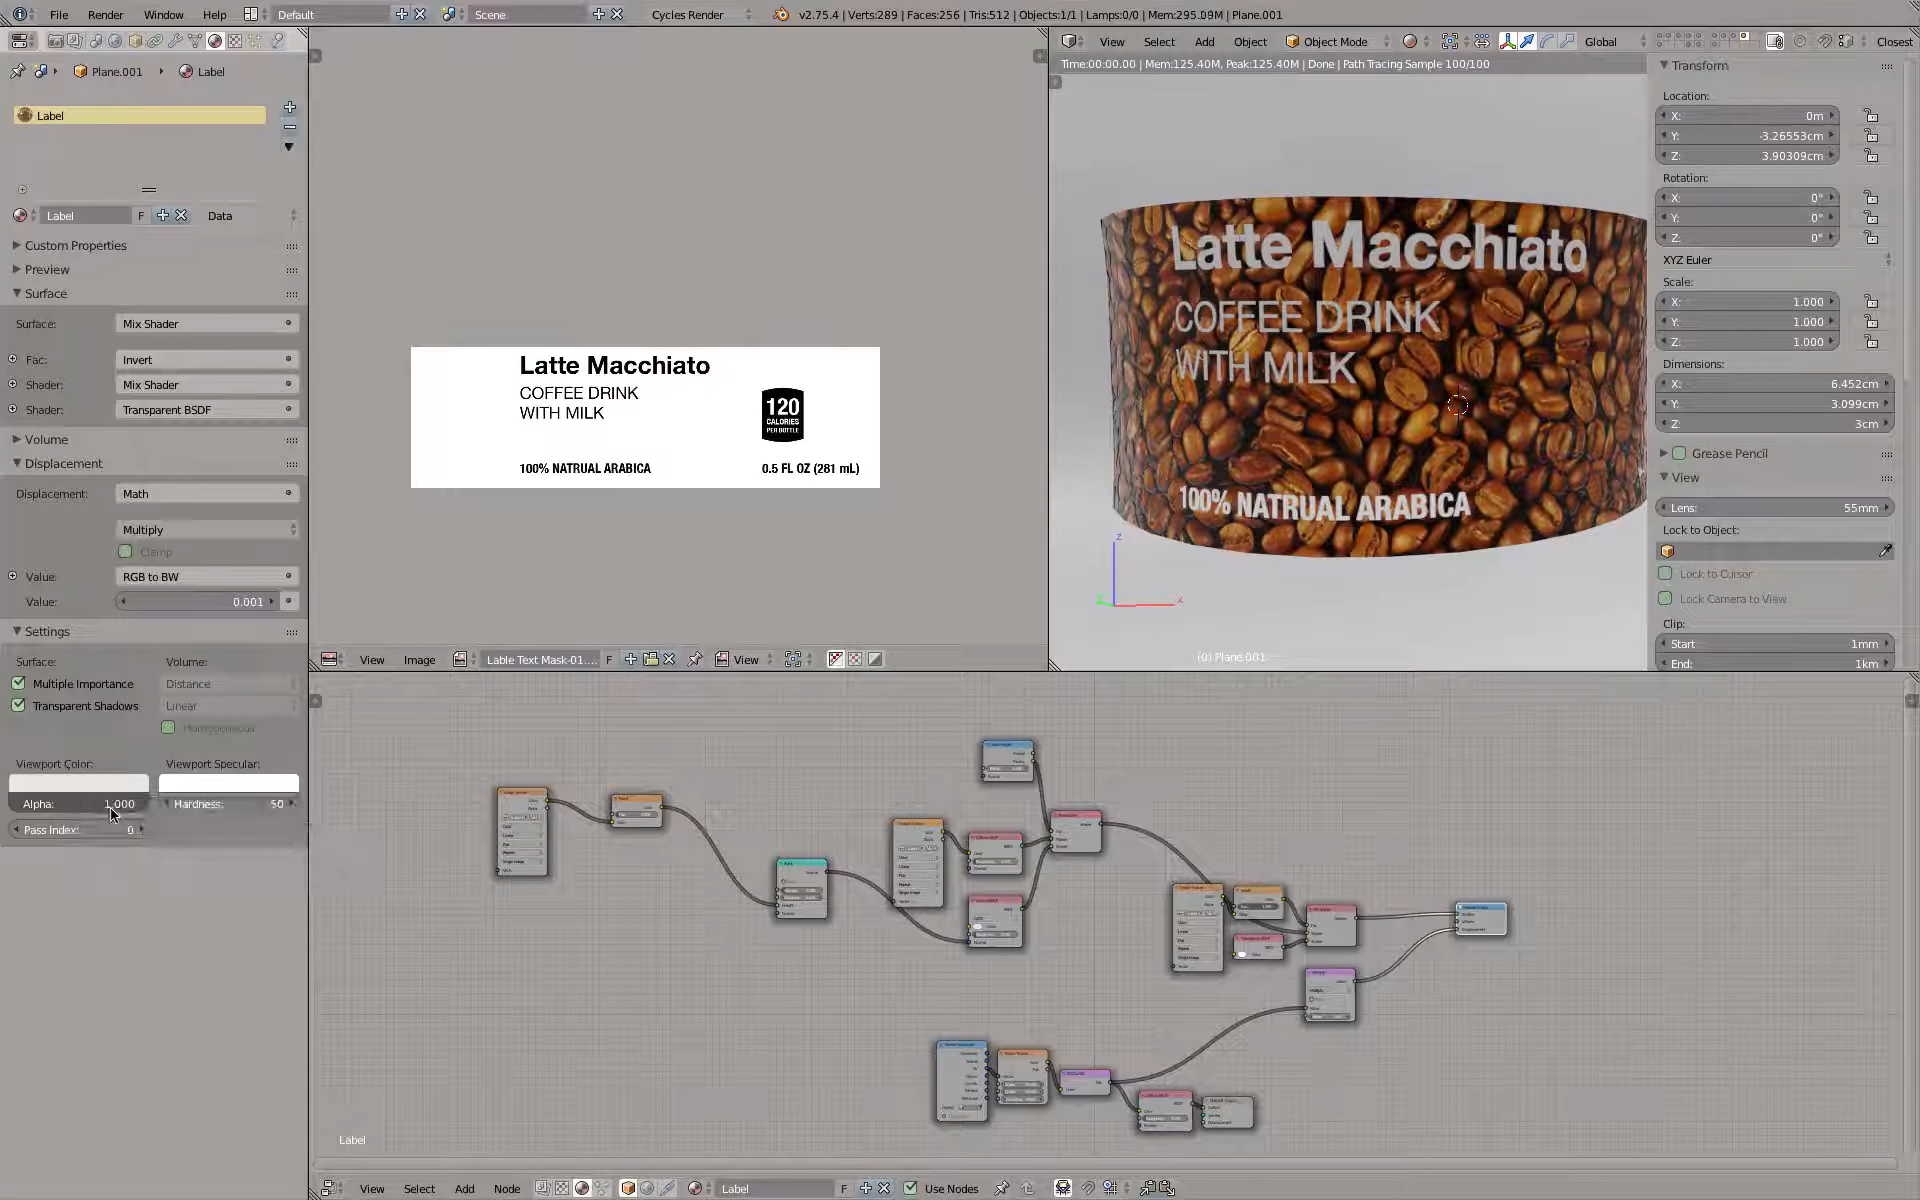 File
Render
Window
Help
Default
Scene
Cycles Render
v2.75.4 | Verts:289 | Faces:256 | Tris:512 | Objects:1/1 | Lamps:0/0 | Mem:295.09M | Plane.001
View
Select
Add
Object
Object Mode
Global
Closest
Plane.001
Label
Time:00:00.00 | Mem:125.40M, Peak:125.40M | Done | Path Tracing Sample 100/100
Label
Label
F
Data
Custom Properties
Preview
Surface
Surface:
Mix Shader
Fac:
Invert
Shader:
Mix Shader
Shader:
Transparent BSDF
Volume
Displacement
Displacement:
Math
Multiply
Clamp
Value:
RGB to BW
Value:
0.001
Settings
Surface:
Volume:
Multiple Importance
Distance
Transparent Shadows
Linear
Homogeneous
Viewport Color:
Viewport Specular:
Alpha:
1.000
Hardness:
50
Pass Index:
0
Latte Macchiato
COFFEE DRINK
WITH MILK
120
CALORIES
PER BOTTLE
100% NATRUAL ARABICA
0.5 FL OZ (281 mL)
View
Image
Lable Text Mask-01....
F
View
Latte Macchiato
COFFEE DRINK
WITH MILK
100% NATRUAL ARABICA
z
x
(0) Plane.001
Transform
Location:
X:
0m
Y:
-3.26553cm
Z:
3.90309cm
Rotation:
X:
0°
Y:
0°
Z:
0°
XYZ Euler
Scale:
X:
1.000
Y:
1.000
Z:
1.000
Dimensions:
X:
6.452cm
Y:
3.099cm
Z:
3cm
Grease Pencil
View
Lens:
55mm
Lock to Object:
Lock to Cursor
Lock Camera to View
Clip:
Start
1mm
End:
1km
Label
View
Select
Add
Node
Label
F
Use Nodes